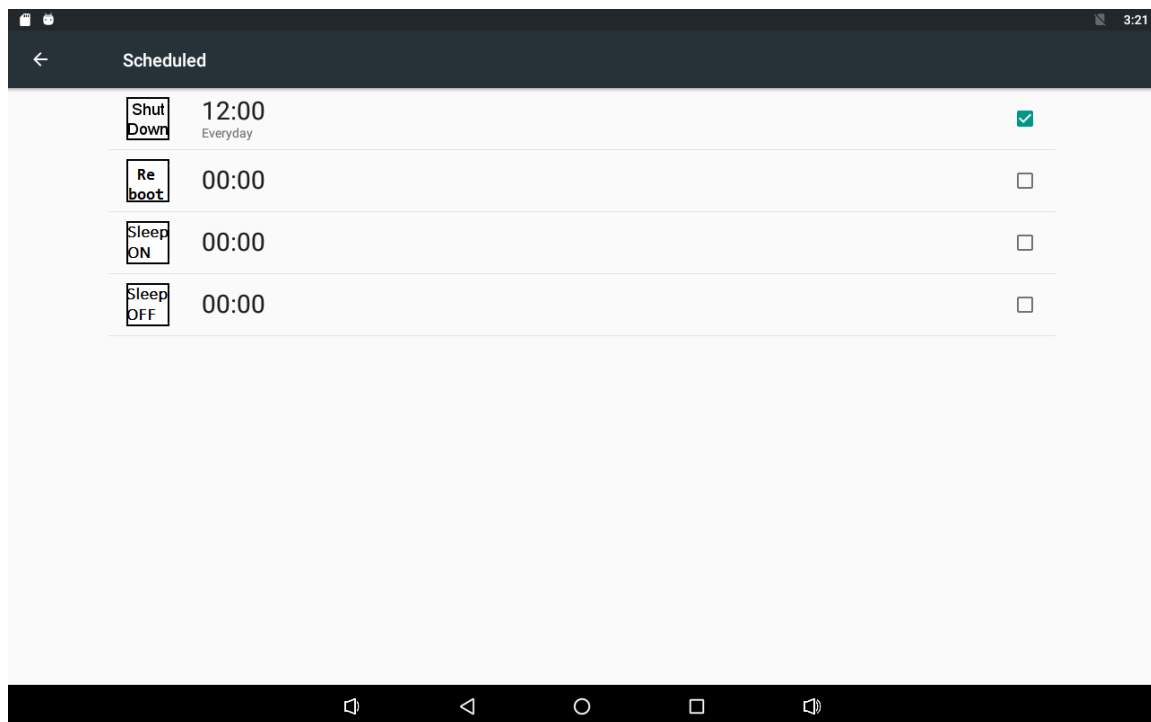 3:21
Scheduled
Shut
Down
12:00
Everyday
Re
boot
00:00
Sleep
ON
00:00
Sleep
OFF
00:00